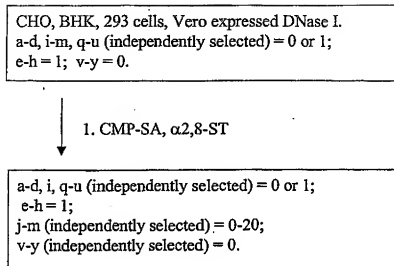 CHO, BHK, 293 cells, Vero expressed DNase I.
a-d, i-m, q-u (independently selected) = 0 or 1;
e-h = 1; v-y = 0.
1. CMP-SA, α2,8-ST
a-d, i, q-u (independently selected) = 0 or 1;
e-h = 1;
j-m (independently selected) = 0-20;
v-y (independently selected) = 0.